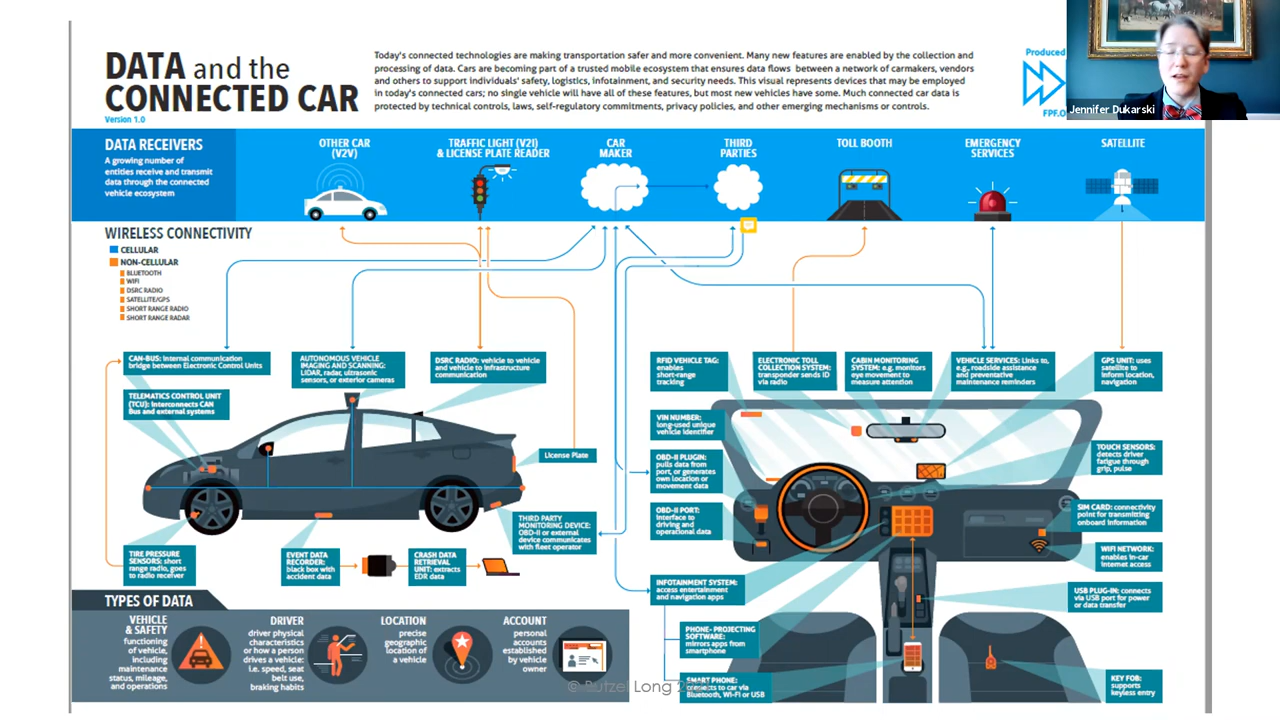 DATA and the
CONNECTED CAR
Version 1.0
Today's connected technologies are making transportation safer and more convenient. Many new features are enabled by the collection and
processing of data. Cars are becoming part of a trusted mobile ecosystem that ensures data flows between a network of carmakers, vendors
and others to support individuals' safety, logistics, infotainment, and security needs. This visual represents devices that may be employed
in today's connected cars; no single vehicle will have all of these features, but most new vehicles have some. Much connected car data is
protected by technical controls, laws, self-regulatory commitments, privacy policies, and other emerging mechanisms or controls.
Produced
FPF.O
Jennifer Dukarski
DATA RECEIVERS
A growing number of
entities receive and transmit
data through the connected
vehicle ecosystem
OTHER CAR
(V2V)
TRAFFIC LIGHT (V2I)
& LICENSE PLATE READER
CAR
MAKER
THIRD
PARTIES
TOLL BOOTH
EMERGENCY
SERVICES
SATELLITE
WIRELESS CONNECTIVITY
CELLULAR
NON-CELLULAR
BLUETOOTH
WIFI
DSRC RADIO
SATELLITE/GPS
SHORT RANGE RADIO
SHORT RANGE RADAR
CAN-BUS: internal communication
bridge between Electronic Control Units
TELEMATICS CONTROL UNIT
(TCU): interconnects CAN
Bus and external systems
AUTONOMOUS VEHICLE
IMAGING AND SCANNING:
LIDAR, radar, ultrasonic
sensors, or exterior cameras
DSRC RADIO: vehicle to vehicle
and vehicle to infrastructure
communication
License Plate
THIRD PARTY
MONITORING DEVICE:
OBD-II or external
device communicates
with fleet operator
TIRE PRESSURE
SENSORS: short
range radio, goes
to radio receiver
EVENT DATA
RECORDER:
black box with
accident data
CRASH DATA
RETRIEVAL
UNIT: extracts
EDR data
RFID VEHICLE TAG:
enables
short-range
tracking
ELECTRONIC TOLL
COLLECTION SYSTEM:
transponder sends ID
via radio
CABIN MONITORING
SYSTEM: e.g. monitors
eye movement to
measure attention
VEHICLE SERVICES: Links to,
e.g., roadside assistance
and preventative
maintenance reminders
GPS UNIT: uses
satellite to
inform location,
navigation
VIN NUMBER:
long-used unique
vehicle identifier
OBD-II PLUGIN:
pulls data from
port, or generates
own location or
movement data
OBD-II PORT:
interface to
driving and
operational data
INFOTAINMENT SYSTEM:
access entertainment
and navigation apps
PHONE- PROJECTING
SOFTWARE:
mirrors apps from
smartphone
SMART PHONE:
connects to car via
Bluetooth, Wi-Fi or USB
TOUCH SENSORS:
detects driver
fatigue through
grip, pulse
SIM CARD: connectivity
point for transmitting
onboard information
WIFI NETWORK:
enables in-car
internet access
USB PLUG-IN: connects
via USB port for power
or data transfer
KEY FOB:
supports
keyless entry
TYPES OF DATA
VEHICLE
& SAFETY
functioning
of vehicle,
including
maintenance
status, mileage,
and operations
DRIVER
driver physical
characteristics
or how a person
drives a vehicle:
i.e. speed, seat
belt use,
braking habits
LOCATION
precise
geographic
location of
a vehicle
ACCOUNT
personal
accounts
established
by vehicle
owner
© Butzel Long